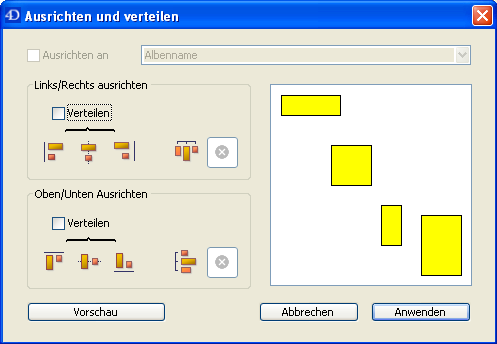 4D Ausrichten und verteilen
Ausrichten an
Albenname
Links/Rechts ausrichten
Verteilen
Oben/Unten Ausrichten
Verteilen
Vorschau
Abbrechen
Anwenden